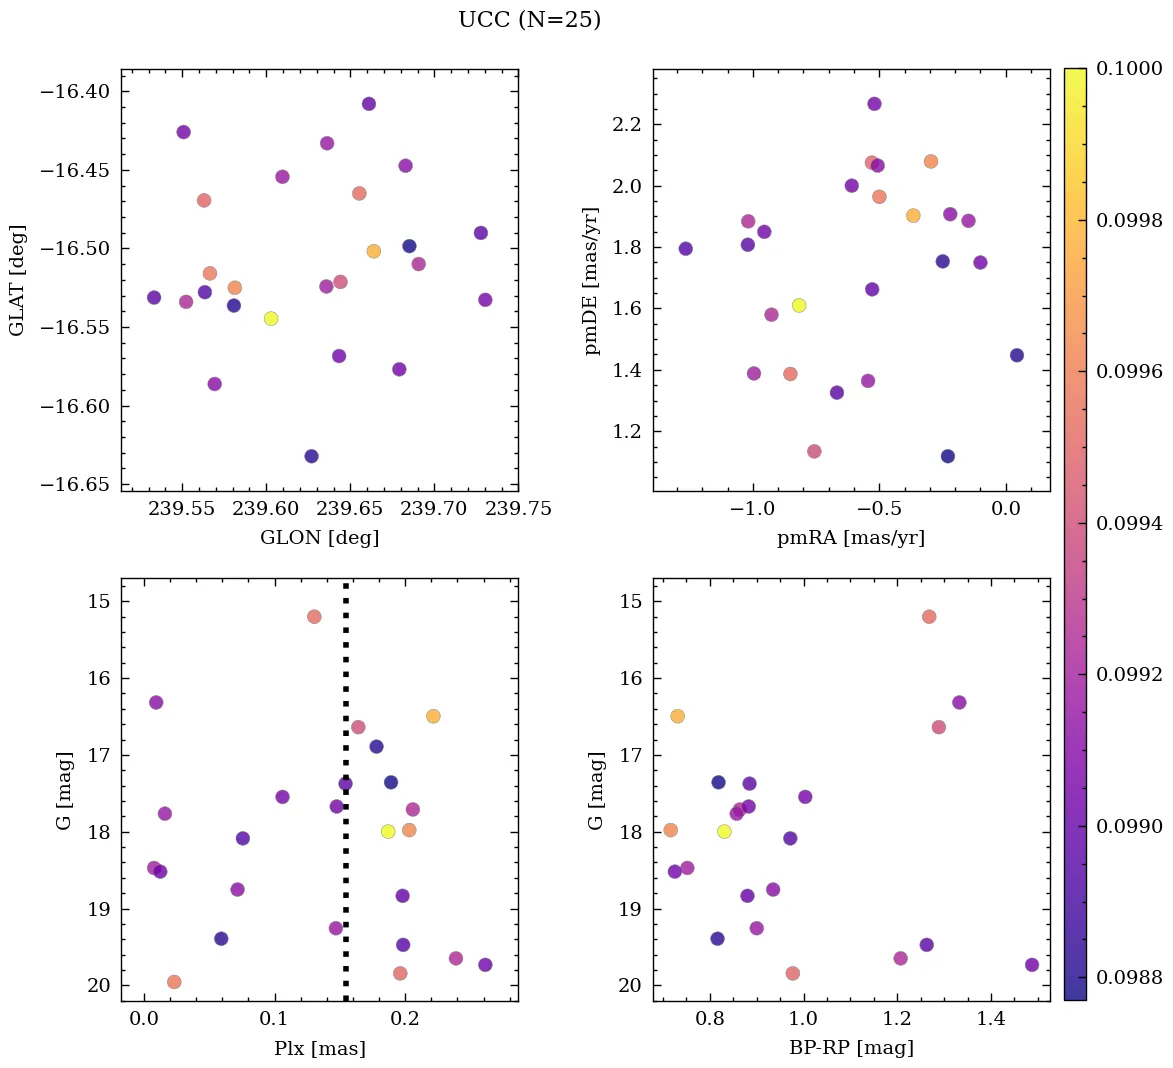 UCC (N=25)
−16.40
−16.45
−16.50
−16.55
−16.60
−16.65
GLAT [deg]
239.55 239.60 239.65 239.70 239.75
GLON [deg]
2.2
2.0
1.8
1.6
1.4
1.2
pmDE [mas/yr]
−1.0 −0.5 0.0
pmRA [mas/yr]
0.1000
0.0998
0.0996
0.0994
0.0992
0.0990
0.0988
15
16
17
18
19
20
G [mag]
0.0 0.1 0.2
Plx [mas]
15
16
17
18
19
20
G [mag]
0.8 1.0 1.2 1.4
BP-RP [mag]